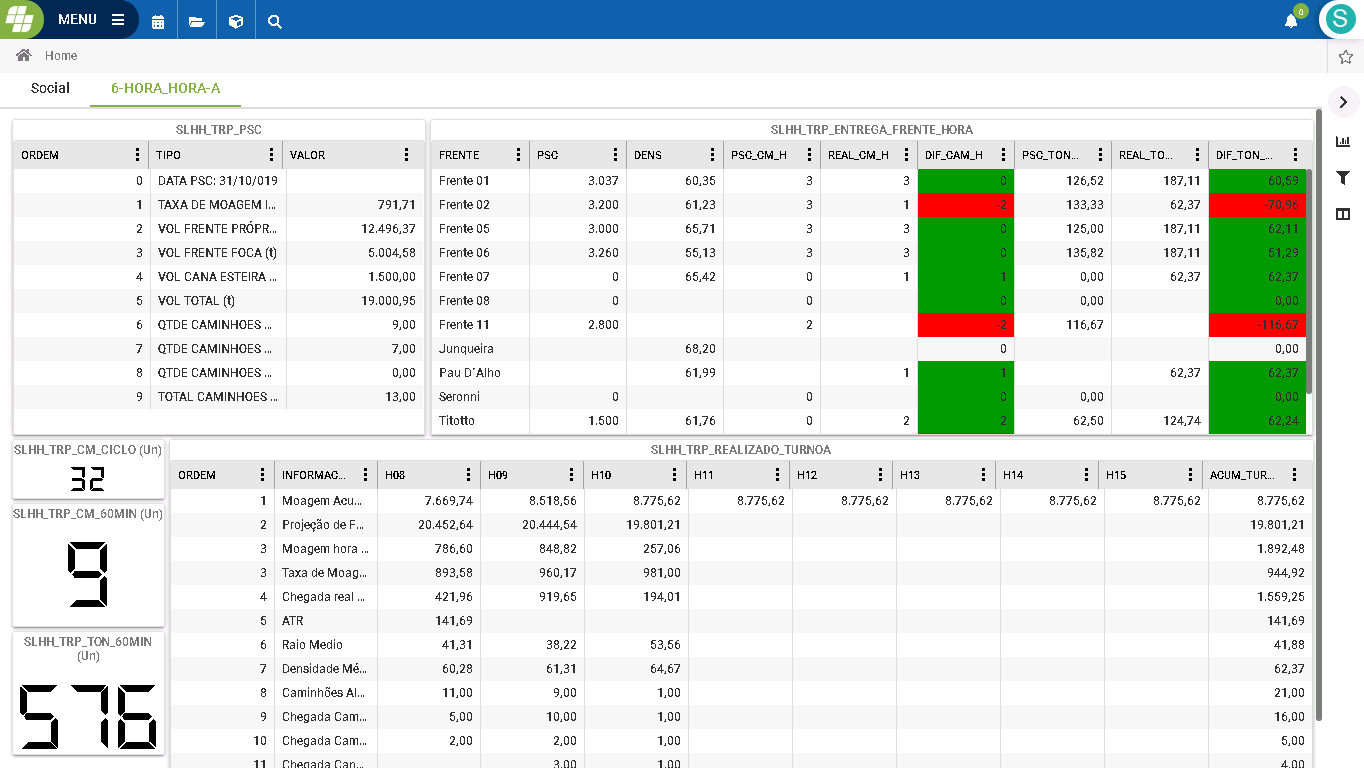 MENU
0
S
Home
Social 6-HORA_HORA-A
SLHH_TRP_PSC
ORDEM TIPO VALOR
0 DATA PSC: 31/10/019
1 TAXA DE MOAGEM I... 791,71
2 VOL FRENTE PRÓPR... 12.496,37
3 VOL FRENTE FOCA (t) 5.004,58
4 VOL CANA ESTEIRA ... 1.500,00
5 VOL TOTAL (t) 19.000,95
6 QTDE CAMINHOES ... 9,00
7 QTDE CAMINHOES ... 7,00
8 QTDE CAMINHOES ... 0,00
9 TOTAL CAMINHOES ... 13,00
SLHH_TRP_ENTREGA_FRENTE_HORA
FRENTE PSC DENS PSC_CM_H REAL_CM_H DIF_CAM_H PSC_TON... REAL_TO... DIF_TON_...
Frente 01 3.037 60,35 3 3 0 126,52 187,11 60,59
Frente 02 3.200 61,23 3 1 -2 133,33 62,37 -70,96
Frente 05 3.000 65,71 3 3 0 125,00 187,11 62,11
Frente 06 3.260 55,13 3 3 0 135,82 187,11 51,29
Frente 07 0 65,42 0 1 1 0,00 62,37 62,37
Frente 08 0 0 0 0,00 0,00
Frente 11 2.800 2 -2 116,67 -116,67
Junqueira 68,20 0 0,00
Pau D´Alho 61,99 1 1 62,37 62,37
Seronni 0 0 0 0,00 0,00
Titotto 1.500 61,76 0 2 2 62,50 124,74 62,24
SLHH_TRP_CM_CICLO (Un)
32
SLHH_TRP_CM_60MIN (Un)
9
SLHH_TRP_TON_60MIN
(Un)
576
SLHH_TRP_REALIZADO_TURNOA
ORDEM INFORMAC... H08 H09 H10 H11 H12 H13 H14 H15 ACUM_TUR...
1 Moagem Acu... 7.669,74 8.518,56 8.775,62 8.775,62 8.775,62 8.775,62 8.775,62 8.775,62 8.775,62
2 Projeção de F... 20.452,64 20.444,54 19.801,21 19.801,21
3 Moagem hora ... 786,60 848,82 257,06 1.892,48
3 Taxa de Moag... 893,58 960,17 981,00 944,92
4 Chegada real ... 421,96 919,65 194,01 1.559,25
5 ATR 141,69 141,69
6 Raio Medio 41,31 38,22 53,56 41,88
7 Densidade Mé... 60,28 61,31 64,67 62,37
8 Caminhões Al... 11,00 9,00 1,00 21,00
9 Chegada Cam... 5,00 10,00 1,00 16,00
10 Chegada Cam... 2,00 2,00 1,00 5,00
11 Chegada Can... 3,00 1,00 4,00